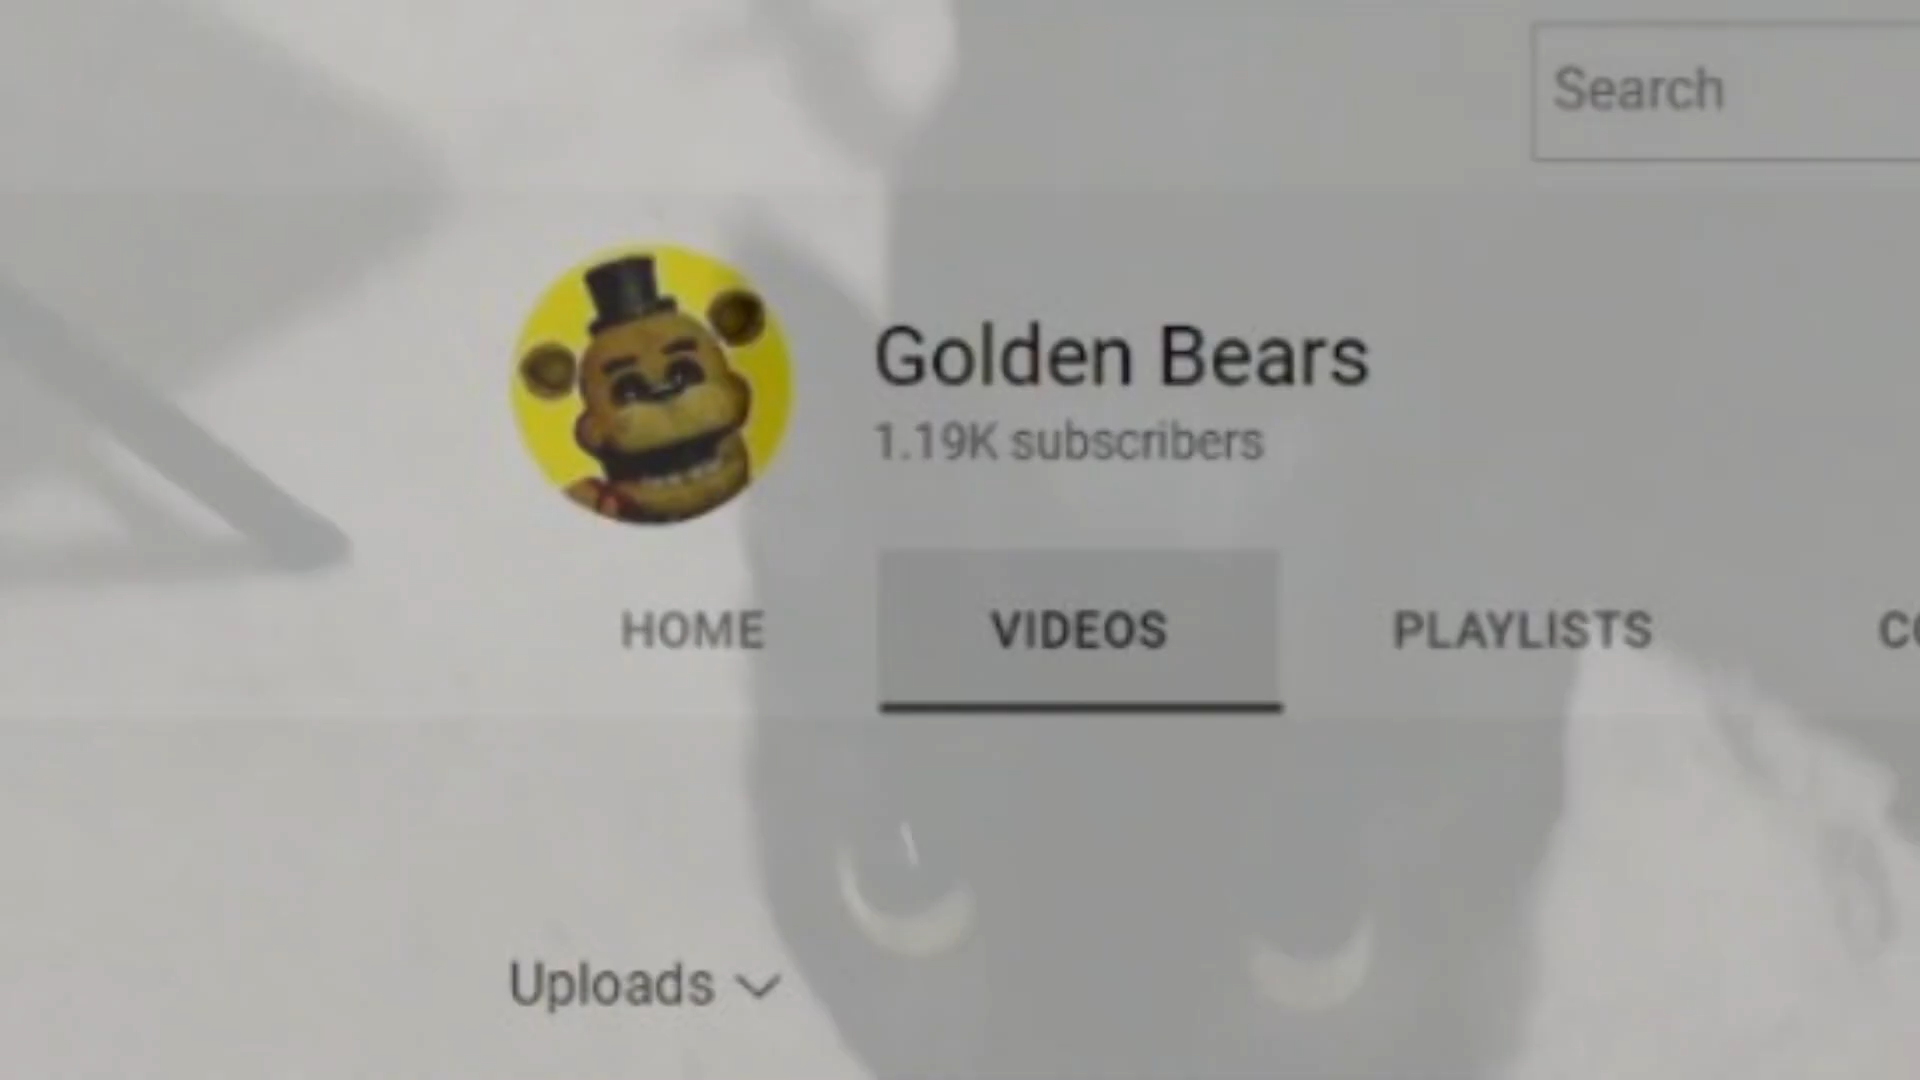 Search
Golden Bears
1.19K subscribers
HOME
VIDEOS
PLAYLISTS
Uploads